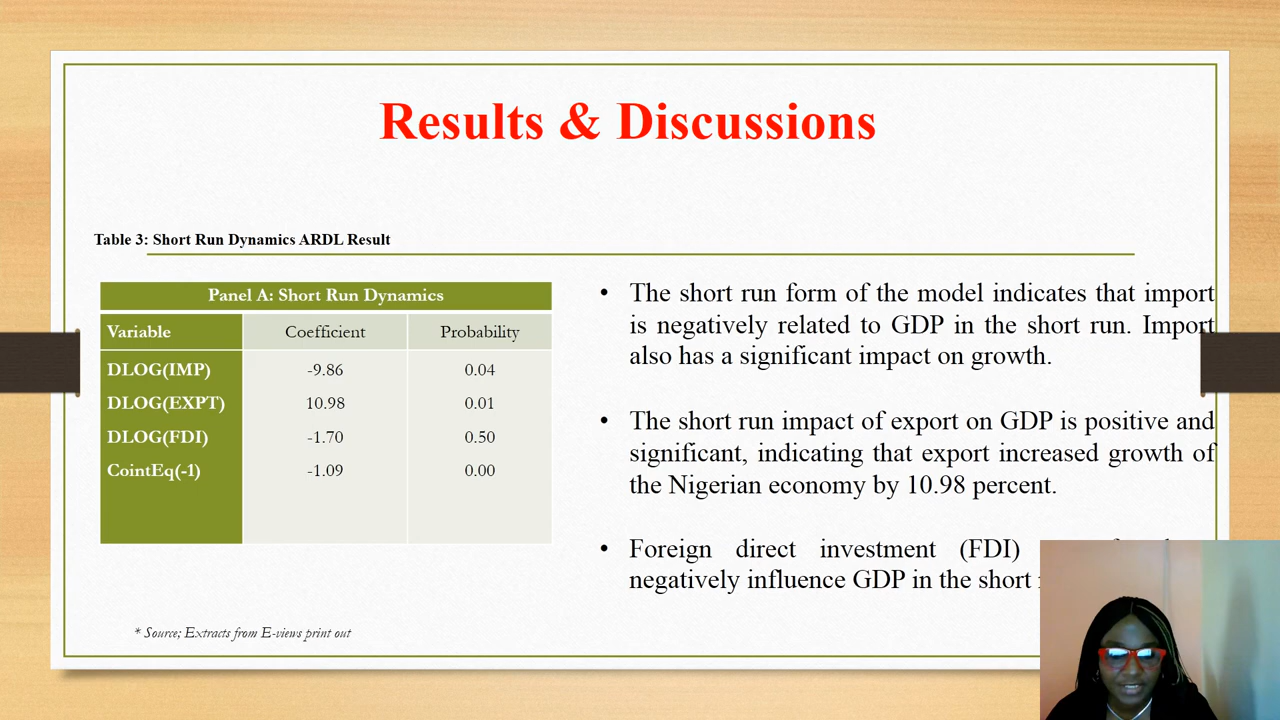 Results & Discussions
Table 3: Short Run Dynamics ARDL Result
Panel A: Short Run Dynamics
Variable Coefficient Probability
DLOG(IMP) -9.86 0.04
DLOG(EXPT) 10.98 0.01
DLOG(FDI) -1.70 0.50
CointEq(-1) -1.09 0.00
• The short run form of the model indicates that import
is negatively related to GDP in the short run. Import
also has a significant impact on growth.
• The short run impact of export on GDP is positive and
significant, indicating that export increased growth of
the Nigerian economy by 10.98 percent.
• Foreign direct investment (FDI)
negatively influence GDP in the short
* Source; Extracts from E-views print out